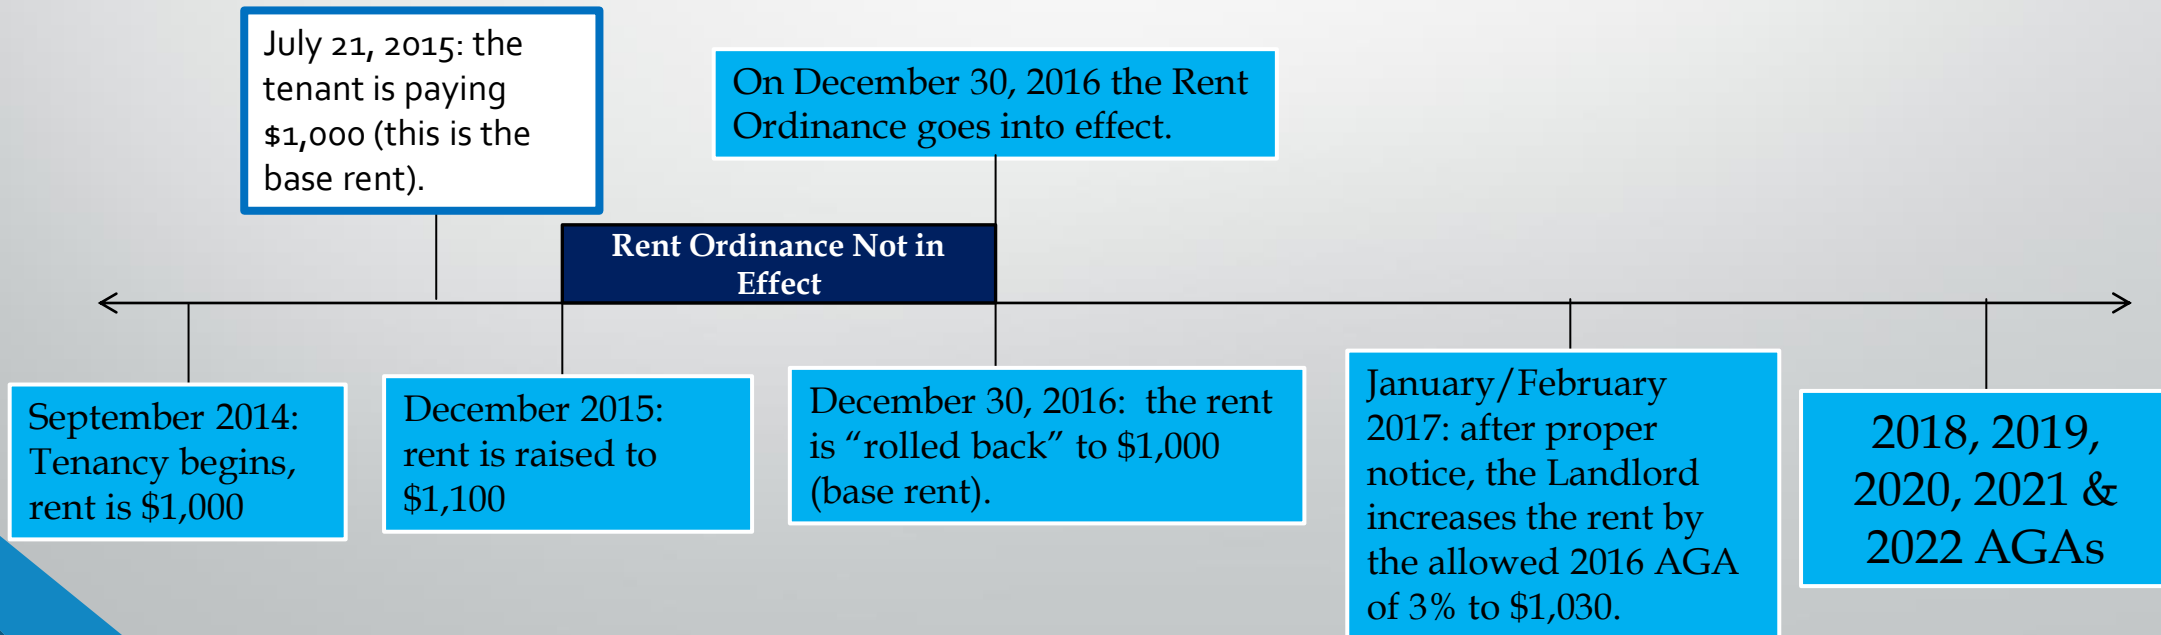 July 21, 2015: the
tenant is paying
$1,000 (this is the
base rent).
On December 30, 2016 the Rent
Ordinance goes into effect.
Rent Ordinance Not in
Effect
September 2014:
Tenancy begins,
rent is $1,000
December 2015:
rent is raised to
$1,100
December 30, 2016:  the rent
is “rolled back” to $1,000
(base rent).
January/February
2017: after proper
notice, the Landlord
increases the rent by
the allowed 2016 AGA
of 3% to $1,030.
2018, 2019,
2020, 2021 &
2022 AGAs